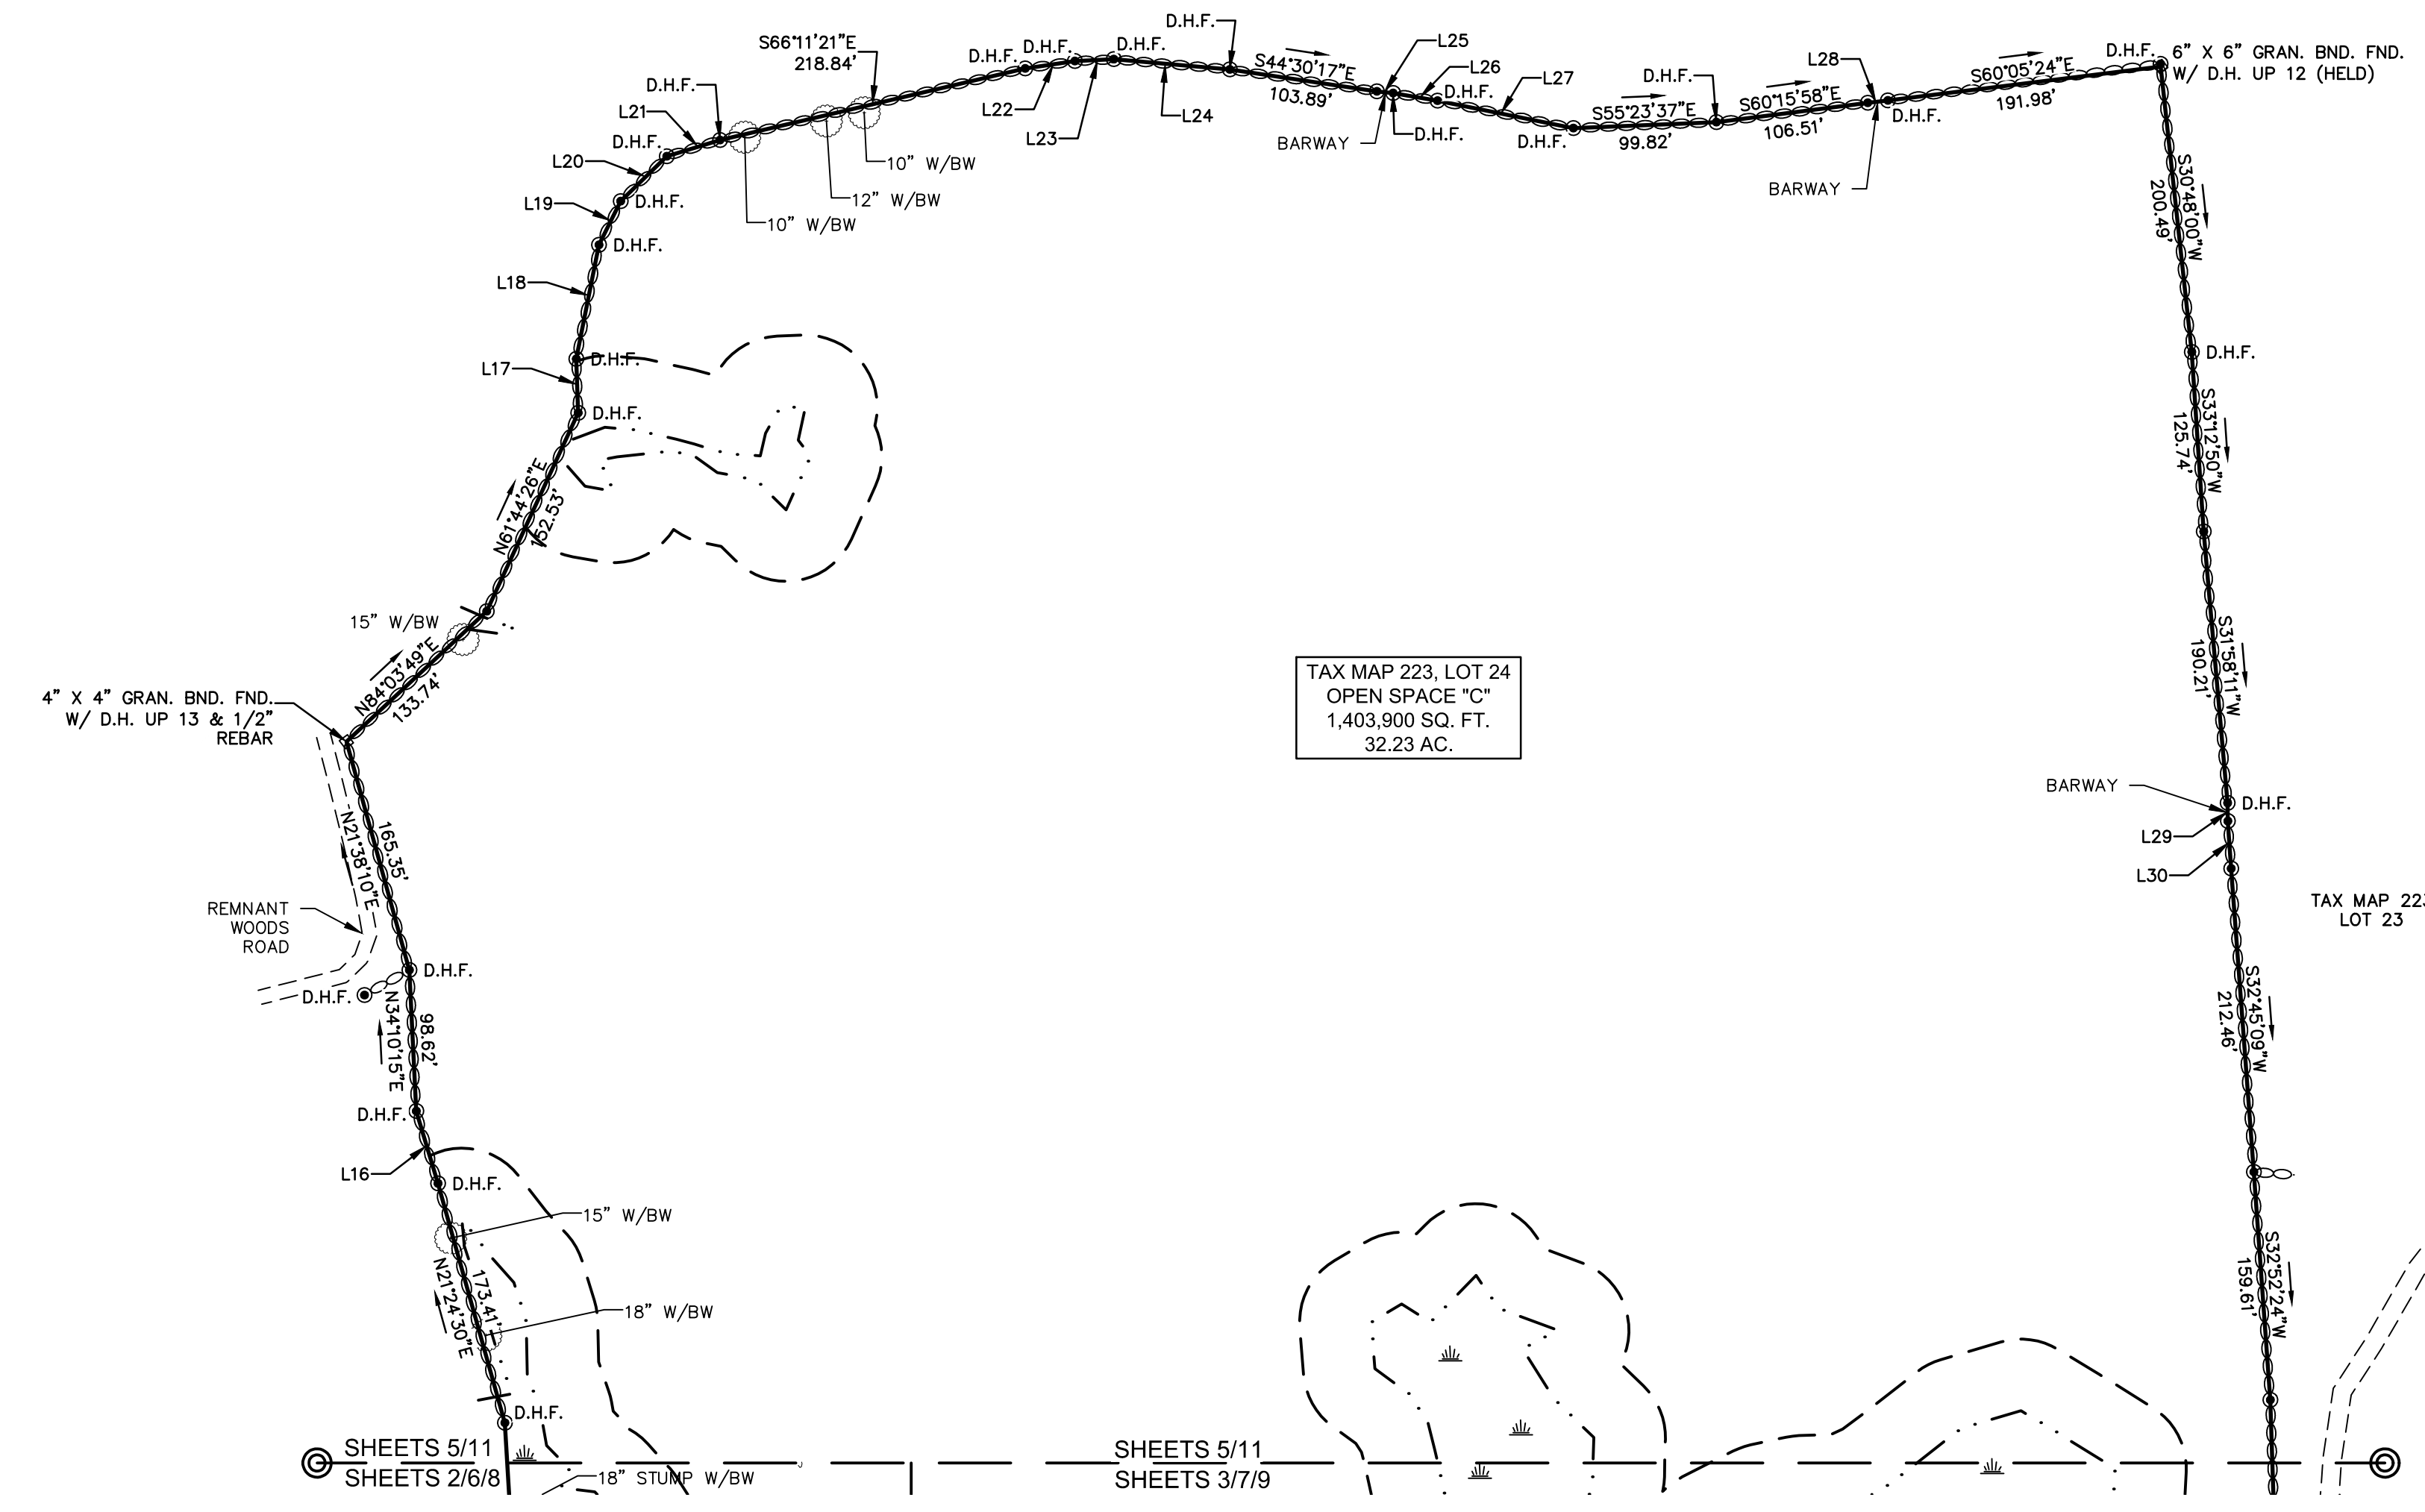 D.H.F.
S66°11'21"E
218.84'
D.H.F.
D.H.F.
D.H.F.
L25
L26
L27
S44°30'17"E
103.89'
D.H.F.
L28
S60°05'24"E
191.98'
D.H.F.
6" X 6" GRAN. BND. FND.
W/ D.H. UP 12 (HELD)
D.H.F.
L21
D.H.F.
L20
L22
L23
L24
BARWAY
D.H.F.
D.H.F.
S55°23'37"E
99.82'
D.H.F.
S60°15'58"E
106.51'
D.H.F.
BARWAY
10" W/BW
12" W/BW
10" W/BW
L19
D.H.F.
D.H.F.
L18
S30°48'00"W
200.49'
D.H.F.
L17
D.H.F.
D.H.F.
S33°12'50"W
125.74'
N61°44'26"E
152.53'
15" W/BW
N84°03'49"E
133.74'
4" X 4" GRAN. BND. FND.
W/ D.H. UP 13 & 1/2"
REBAR
TAX MAP 223, LOT 24
OPEN SPACE "C"
1,403,900 SQ. FT.
32.23 AC.
S31°58'11"W
190.21'
BARWAY
D.H.F.
L29
L30
165.35'
N21°38'10"E
REMNANT
WOODS
ROAD
TAX MAP 223
LOT 23
D.H.F.
D.H.F.
98.62'
N34°10'15"E
S32°45'09"W
212.46'
D.H.F.
L16
D.H.F.
15" W/BW
173.41'
N21°24'30"E
18" W/BW
S32°52'24"W
159.61'
D.H.F.
SHEETS 5/11
SHEETS 2/6/8
18" STUMP W/BW
SHEETS 5/11
SHEETS 3/7/9